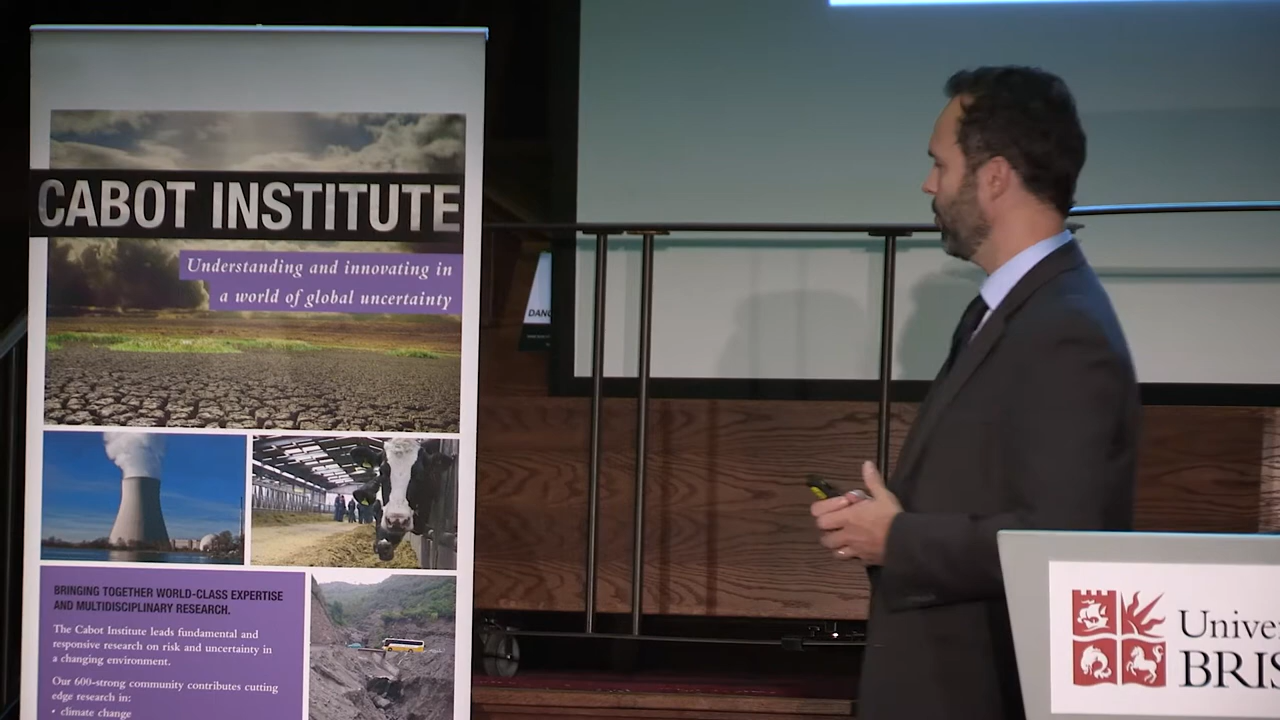 CABOT INSTITUTE
Understanding and innovating in
a world of global uncertainty
BRINGING TOGETHER WORLD-CLASS EXPERTISE
AND MULTIDISCIPLINARY RESEARCH.
The Cabot Institute leads fundamental and
responsive research on risk and uncertainty in
a changing environment.
Our 600-strong community contributes cutting
edge research in:
• climate change
DANG
Unive
BRIS